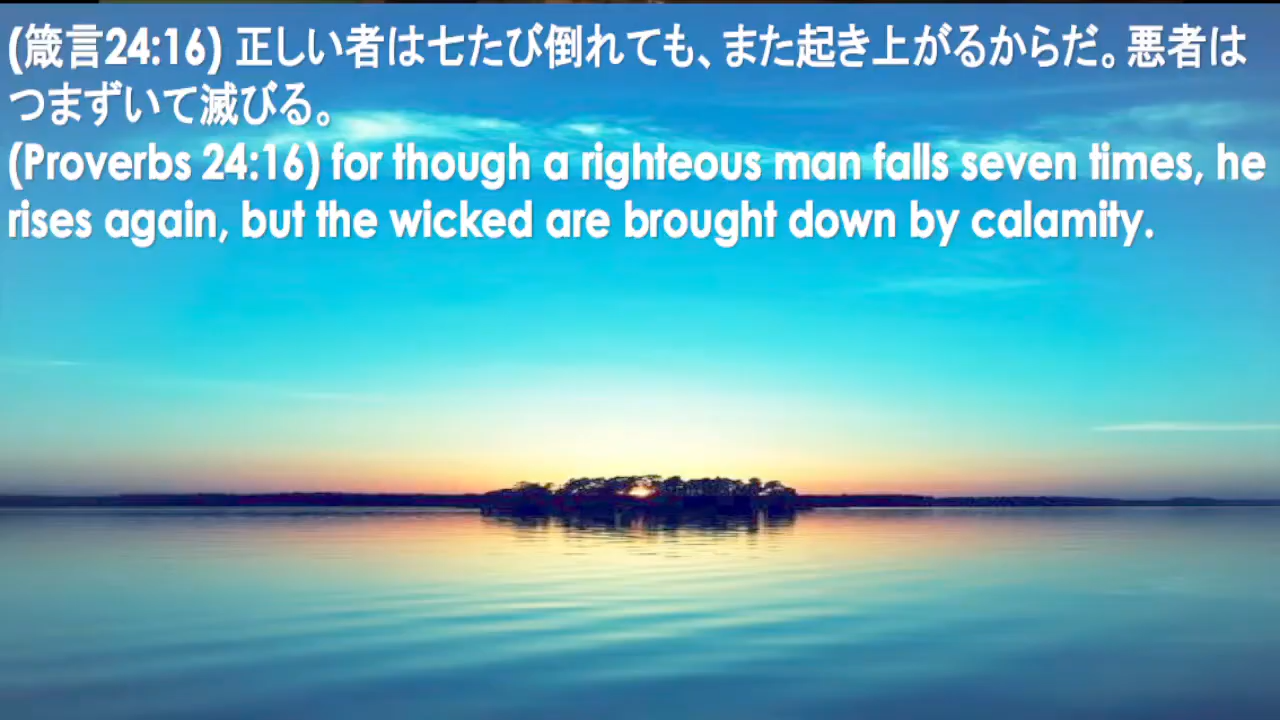 (箴言24:16) 正しい者は七たび倒れても、また起き上がるからだ。悪者は
つまずいて滅びる。
(Proverbs 24:16) for though a righteous man falls seven times, he
rises again, but the wicked are brought down by calamity.